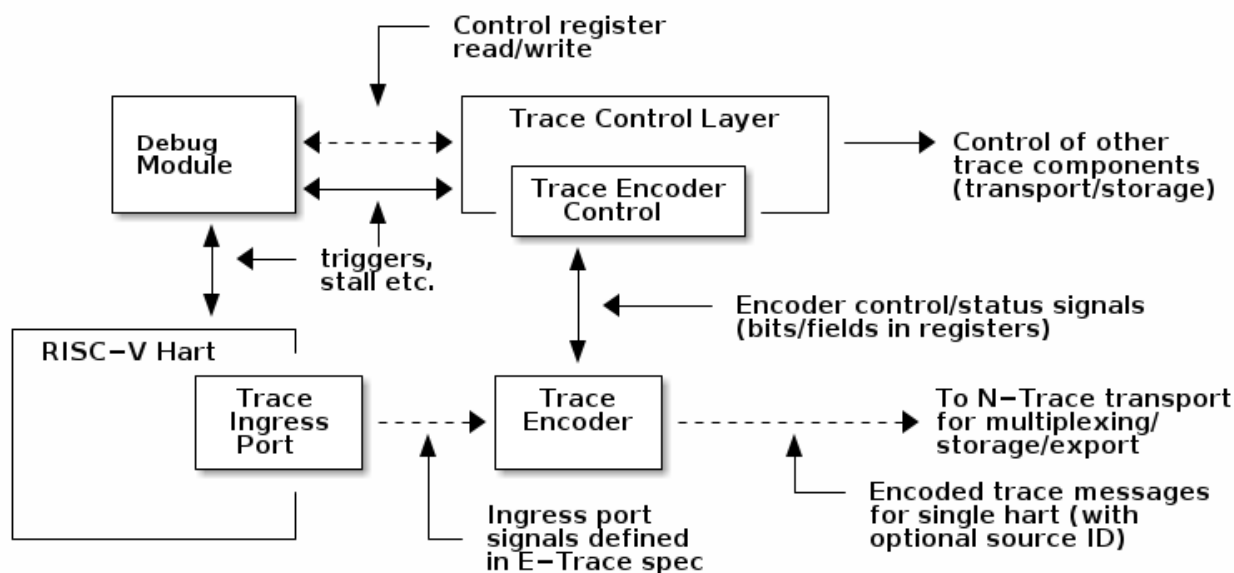 Control register
read/write
Debug
Module
Trace Control Layer
Trace Encoder
Control
Control of other
trace components
(transport/storage)
triggers,
stall etc.
Encoder control/status signals
(bits/fields in registers)
RISC−V Hart
Trace
Ingress
Port
Trace
Encoder
To N−Trace transport
for multiplexing/
storage/export
Ingress port
signals defined
in E−Trace spec
Encoded trace messages
for single hart (with
optional source ID)